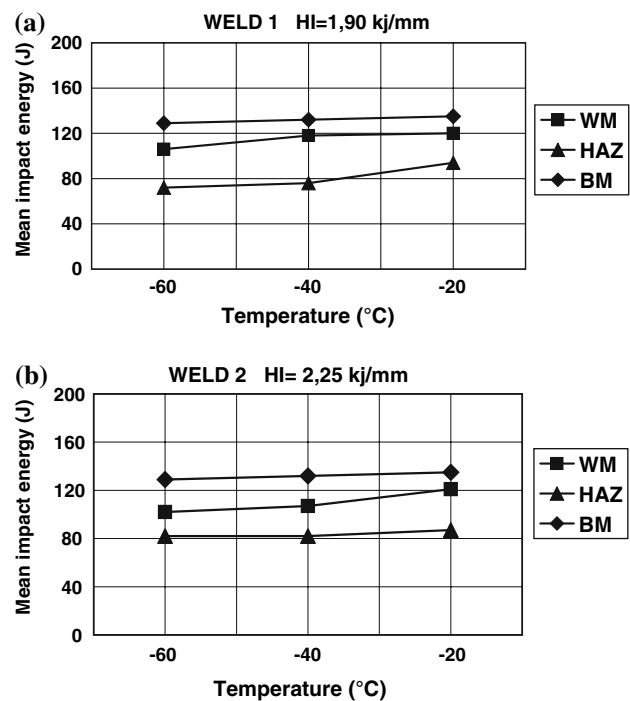 (a)
WELD 1 HI=1,90 kj/mm
Mean impact energy (J)
200
160
120
80
40
0
-60 -40 -20
Temperature (°C)
WM
HAZ
BM
(b)
WELD 2 HI= 2,25 kj/mm
Mean impact energy (J)
200
160
120
80
40
0
-60 -40 -20
Temperature (°C)
WM
HAZ
BM